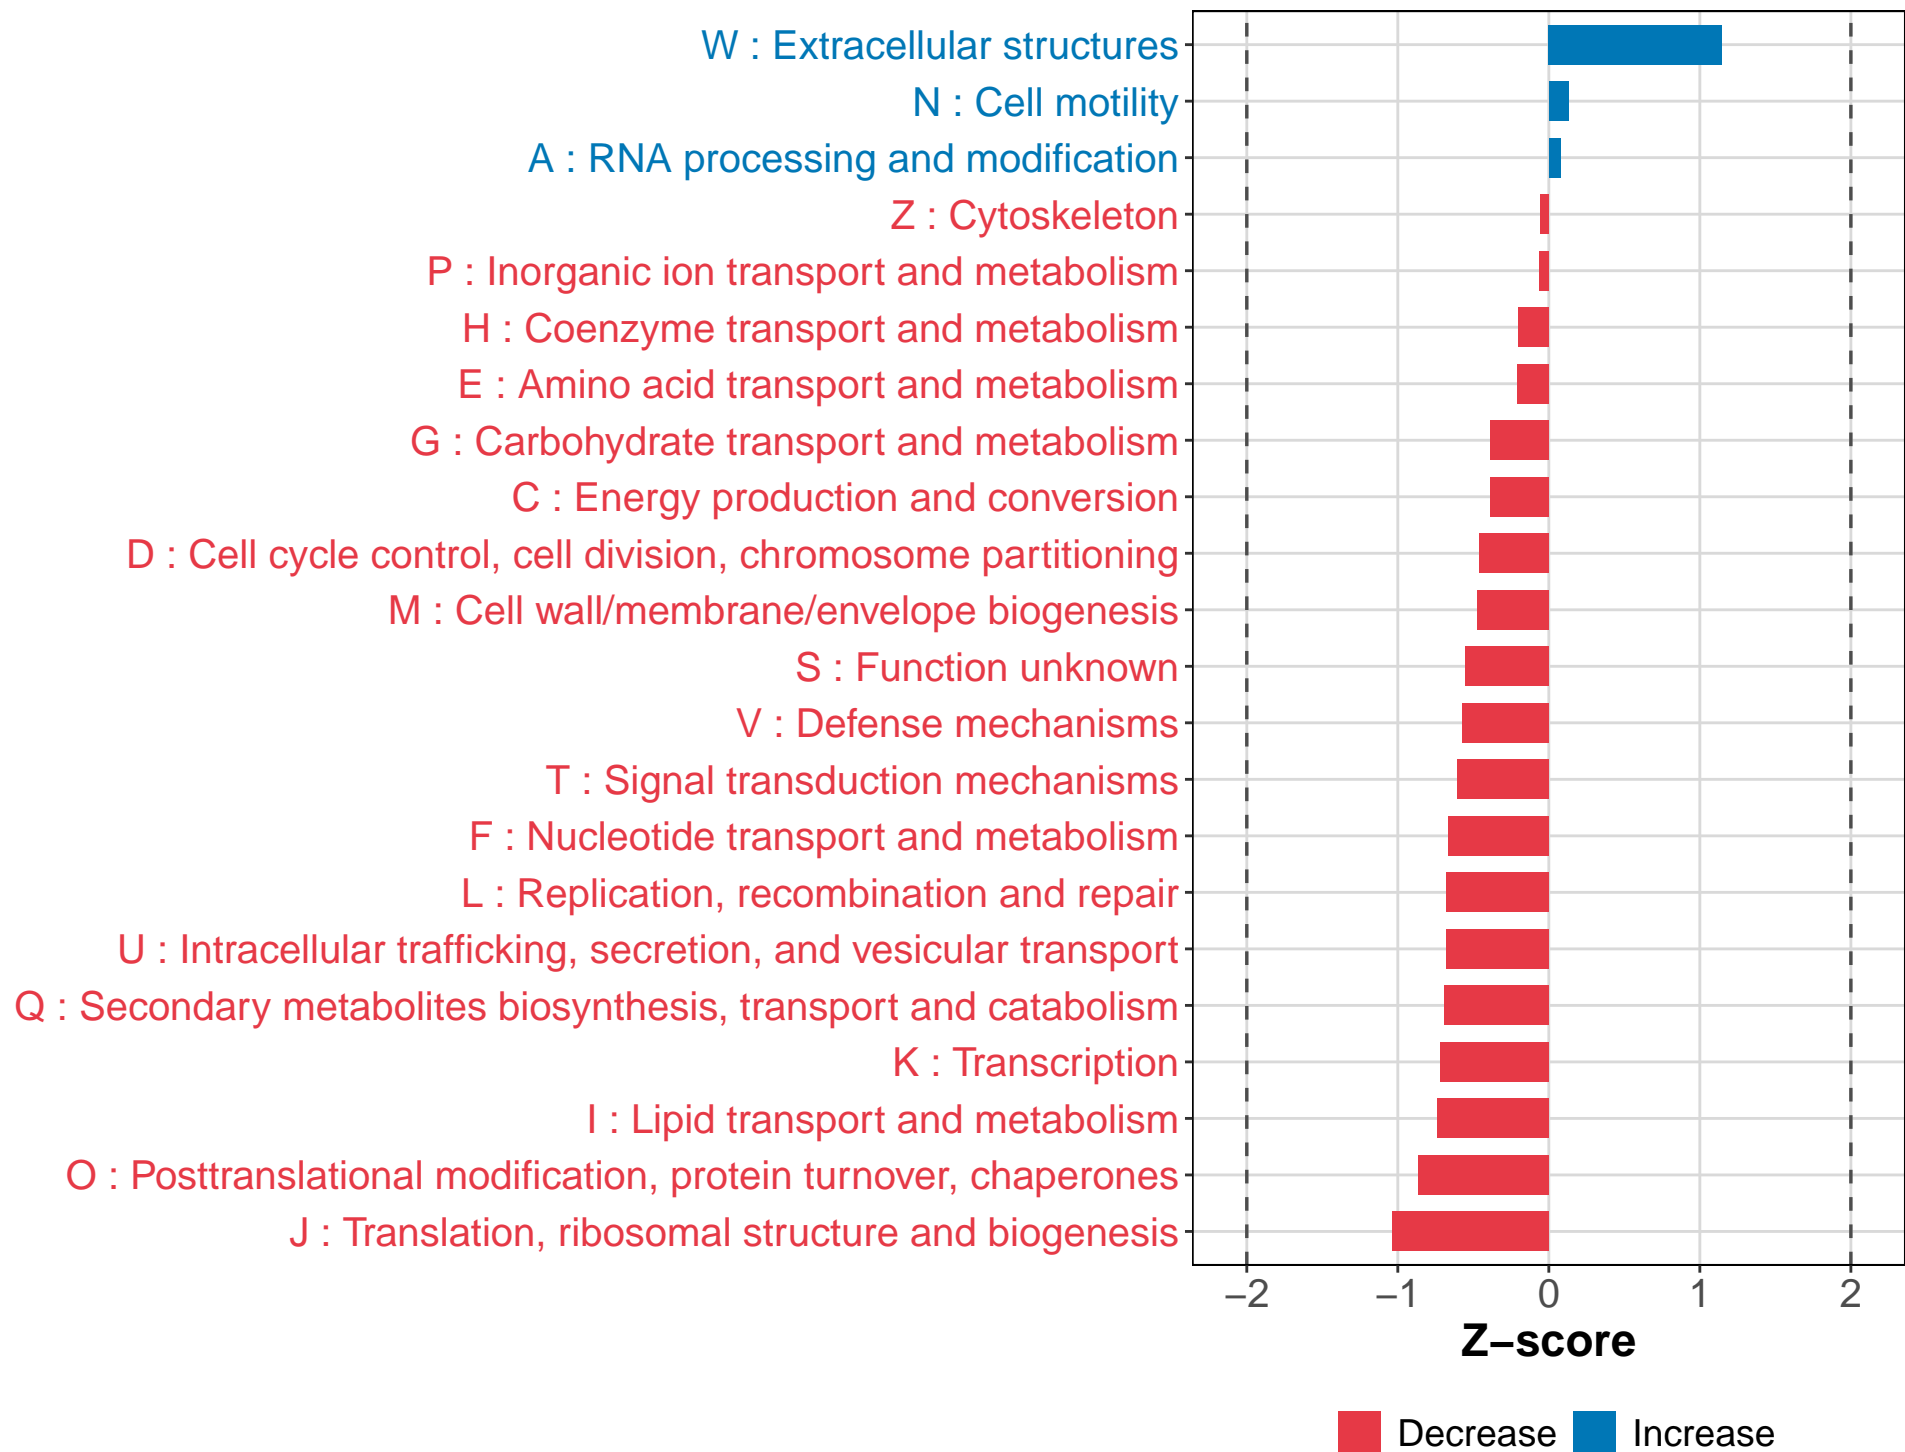 W : Extracellular structures
N : Cell motility
A : RNA processing and modification
Z : Cytoskeleton
P : Inorganic ion transport and metabolism
H : Coenzyme transport and metabolism
E : Amino acid transport and metabolism
G : Carbohydrate transport and metabolism
C : Energy production and conversion
D : Cell cycle control, cell division, chromosome partitioning
M : Cell wall/membrane/envelope biogenesis
S : Function unknown
V : Defense mechanisms
T : Signal transduction mechanisms
F : Nucleotide transport and metabolism
L : Replication, recombination and repair
U : Intracellular trafficking, secretion, and vesicular transport
Q : Secondary metabolites biosynthesis, transport and catabolism
K : Transcription
I : Lipid transport and metabolism
O : Posttranslational modification, protein turnover, chaperones
J : Translation, ribosomal structure and biogenesis
−2 −1 0 1 2
Z−score
Decrease Increase